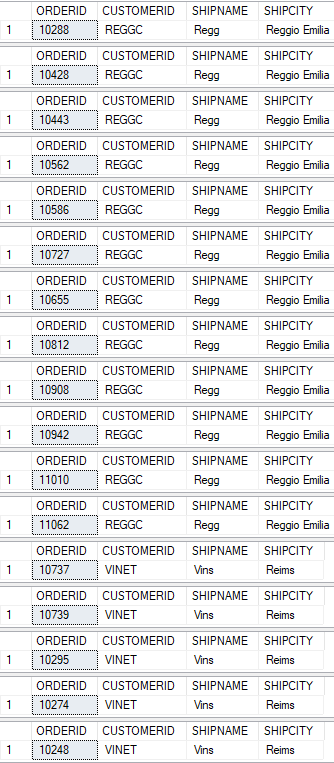 ORDERID CUSTOMERID SHIPNAME SHIPCITY
1 10288 REGGC Regg Reggio Emilia
ORDERID CUSTOMERID SHIPNAME SHIPCITY
1 10428 REGGC Regg Reggio Emilia
ORDERID CUSTOMERID SHIPNAME SHIPCITY
1 10443 REGGC Regg Reggio Emilia
ORDERID CUSTOMERID SHIPNAME SHIPCITY
1 10562 REGGC Regg Reggio Emilia
ORDERID CUSTOMERID SHIPNAME SHIPCITY
1 10586 REGGC Regg Reggio Emilia
ORDERID CUSTOMERID SHIPNAME SHIPCITY
1 10727 REGGC Regg Reggio Emilia
ORDERID CUSTOMERID SHIPNAME SHIPCITY
1 10655 REGGC Regg Reggio Emilia
ORDERID CUSTOMERID SHIPNAME SHIPCITY
1 10812 REGGC Regg Reggio Emilia
ORDERID CUSTOMERID SHIPNAME SHIPCITY
1 10908 REGGC Regg Reggio Emilia
ORDERID CUSTOMERID SHIPNAME SHIPCITY
1 10942 REGGC Regg Reggio Emilia
ORDERID CUSTOMERID SHIPNAME SHIPCITY
1 11010 REGGC Regg Reggio Emilia
ORDERID CUSTOMERID SHIPNAME SHIPCITY
1 11062 REGGC Regg Reggio Emilia
ORDERID CUSTOMERID SHIPNAME SHIPCITY
1 10737 VINET Vins Reims
ORDERID CUSTOMERID SHIPNAME SHIPCITY
1 10739 VINET Vins Reims
ORDERID CUSTOMERID SHIPNAME SHIPCITY
1 10295 VINET Vins Reims
ORDERID CUSTOMERID SHIPNAME SHIPCITY
1 10274 VINET Vins Reims
ORDERID CUSTOMERID SHIPNAME SHIPCITY
1 10248 VINET Vins Reims